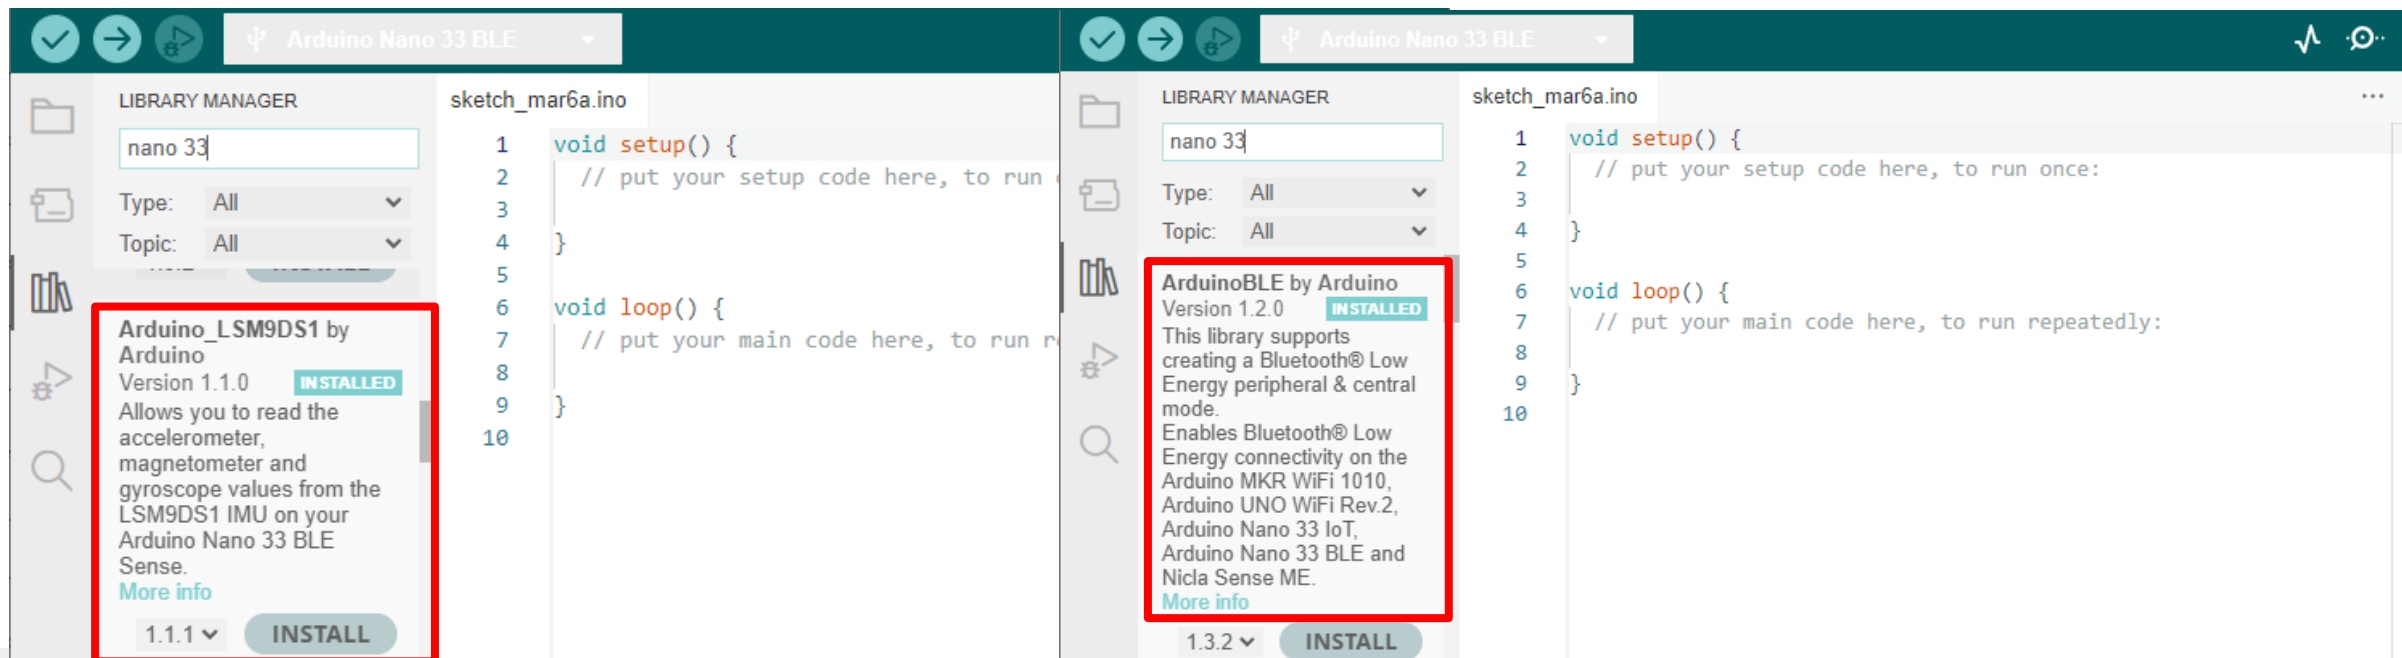 Arduino Nano 33 BLE
LIBRARY MANAGER
nano 33
Type: All
Topic: All
Arduino_LSM9DS1 by
Arduino
Version 1.1.0 INSTALLED
Allows you to read the
accelerometer,
magnetometer and
gyroscope values from the
LSM9DS1 IMU on your
Arduino Nano 33 BLE
Sense.
More info
1.1.1 INSTALL
sketch_mar6a.ino
1 void setup() {
2 // put your setup code here, to run
3
4 }
5
6 void loop() {
7 // put your main code here, to run
8
9 }
10
Arduino Nano 33 BLE
LIBRARY MANAGER
nano 33
Type: All
Topic: All
ArduinoBLE by Arduino
Version 1.2.0 INSTALLED
This library supports
creating a Bluetooth® Low
Energy peripheral & central
mode.
Enables Bluetooth® Low
Energy connectivity on the
Arduino MKR WiFi 1010,
Arduino UNO WiFi Rev.2,
Arduino Nano 33 IoT,
Arduino Nano 33 BLE and
Nicla Sense ME.
More info
1.3.2 INSTALL
sketch_mar6a.ino
1 void setup() {
2 // put your setup code here, to run once:
3
4 }
5
6 void loop() {
7 // put your main code here, to run repeatedly:
8
9 }
10